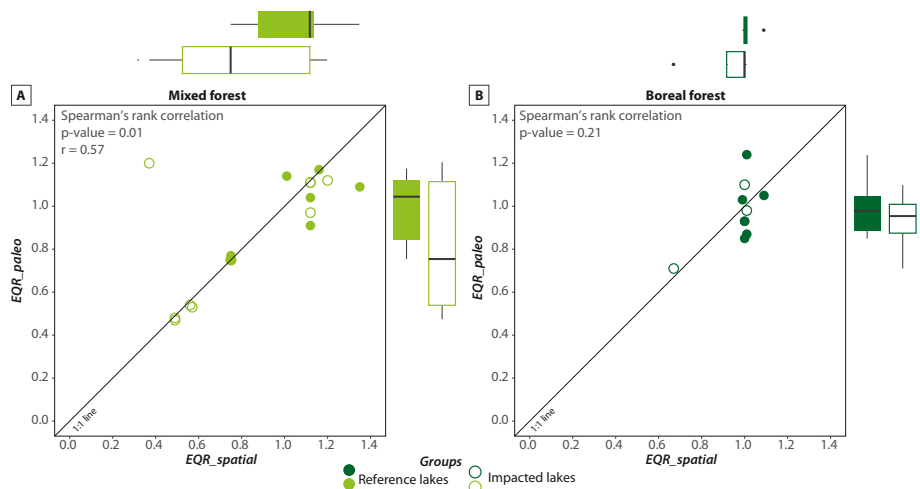 A
Mixed forest
Spearman's rank correlation
p-value = 0.01
r = 0.57
1.4
1.2
1.0
0.8
0.6
0.4
0.2
0.0
EQR_paleo
1:1 line
0.0 0.2 0.4 0.6 0.8 1.0 1.2 1.4
EQR_spatial
B
Boreal forest
Spearman's rank correlation
p-value = 0.21
1.4
1.2
1.0
0.8
0.6
0.4
0.2
0.0
EQR_paleo
1:1 line
0.0 0.2 0.4 0.6 0.8 1.0 1.2 1.4
EQR_spatial
Groups
Reference lakes
Impacted lakes